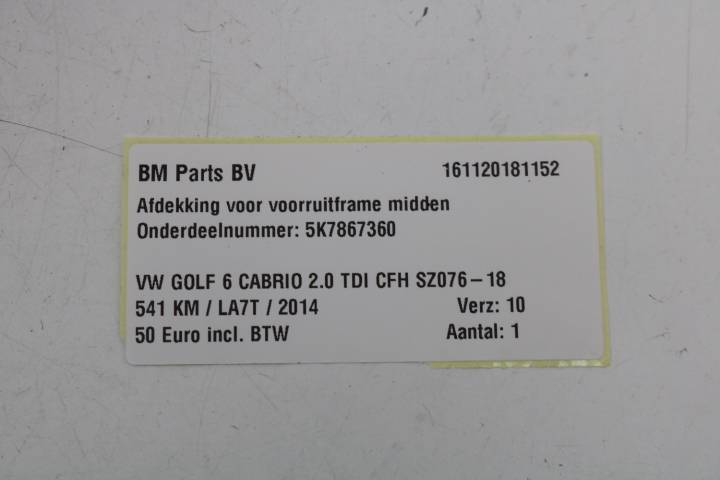 BM Parts BV 161120181152
Afdekking voor voorruitframe midden
Onderdeelnummer: 5K7867360
VW GOLF 6 CABRIO 2.0 TDI CFH SZ076-18
541 KM / LA7T / 2014 Verz: 10
50 Euro incl. BTW Aantal: 1